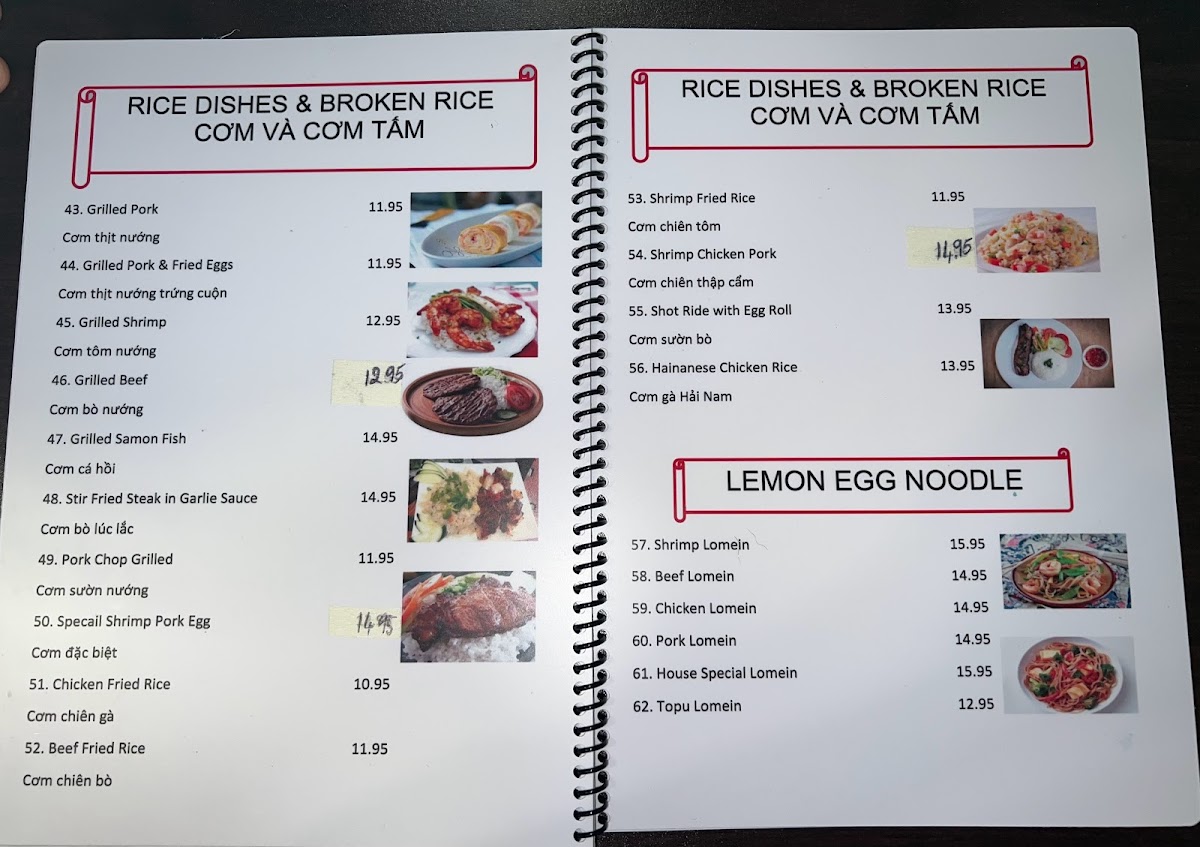 RICE DISHES & BROKEN RICE
CƠM VÀ CƠM TẤM
43. Grilled Pork 11.95
Cơm thịt nướng
44. Grilled Pork & Fried Eggs 11.95
Cơm thịt nướng trứng cuộn
45. Grilled Shrimp 12.95
Cơm tôm nướng
46. Grilled Beef 12.95
Cơm bò nướng
47. Grilled Samon Fish 14.95
Cơm cá hồi
48. Stir Fried Steak in Garlie Sauce 14.95
Cơm bò lúc lắc
49. Pork Chop Grilled 11.95
Cơm sườn nướng
50. Specail Shrimp Pork Egg 14.95
Cơm đặc biệt
51. Chicken Fried Rice 10.95
Cơm chiên gà
52. Beef Fried Rice 11.95
Cơm chiên bò
RICE DISHES & BROKEN RICE
CƠM VÀ CƠM TẤM
53. Shrimp Fried Rice 11.95
Cơm chiên tôm
54. Shrimp Chicken Pork 14.95
Cơm chiên thập cẩm
55. Shot Ride with Egg Roll 13.95
Cơm sườn bò
56. Hainanese Chicken Rice 13.95
Cơm gà Hải Nam
LEMON EGG NOODLE
57. Shrimp Lomein 15.95
58. Beef Lomein 14.95
59. Chicken Lomein 14.95
60. Pork Lomein 14.95
61. House Special Lomein 15.95
62. Topu Lomein 12.95